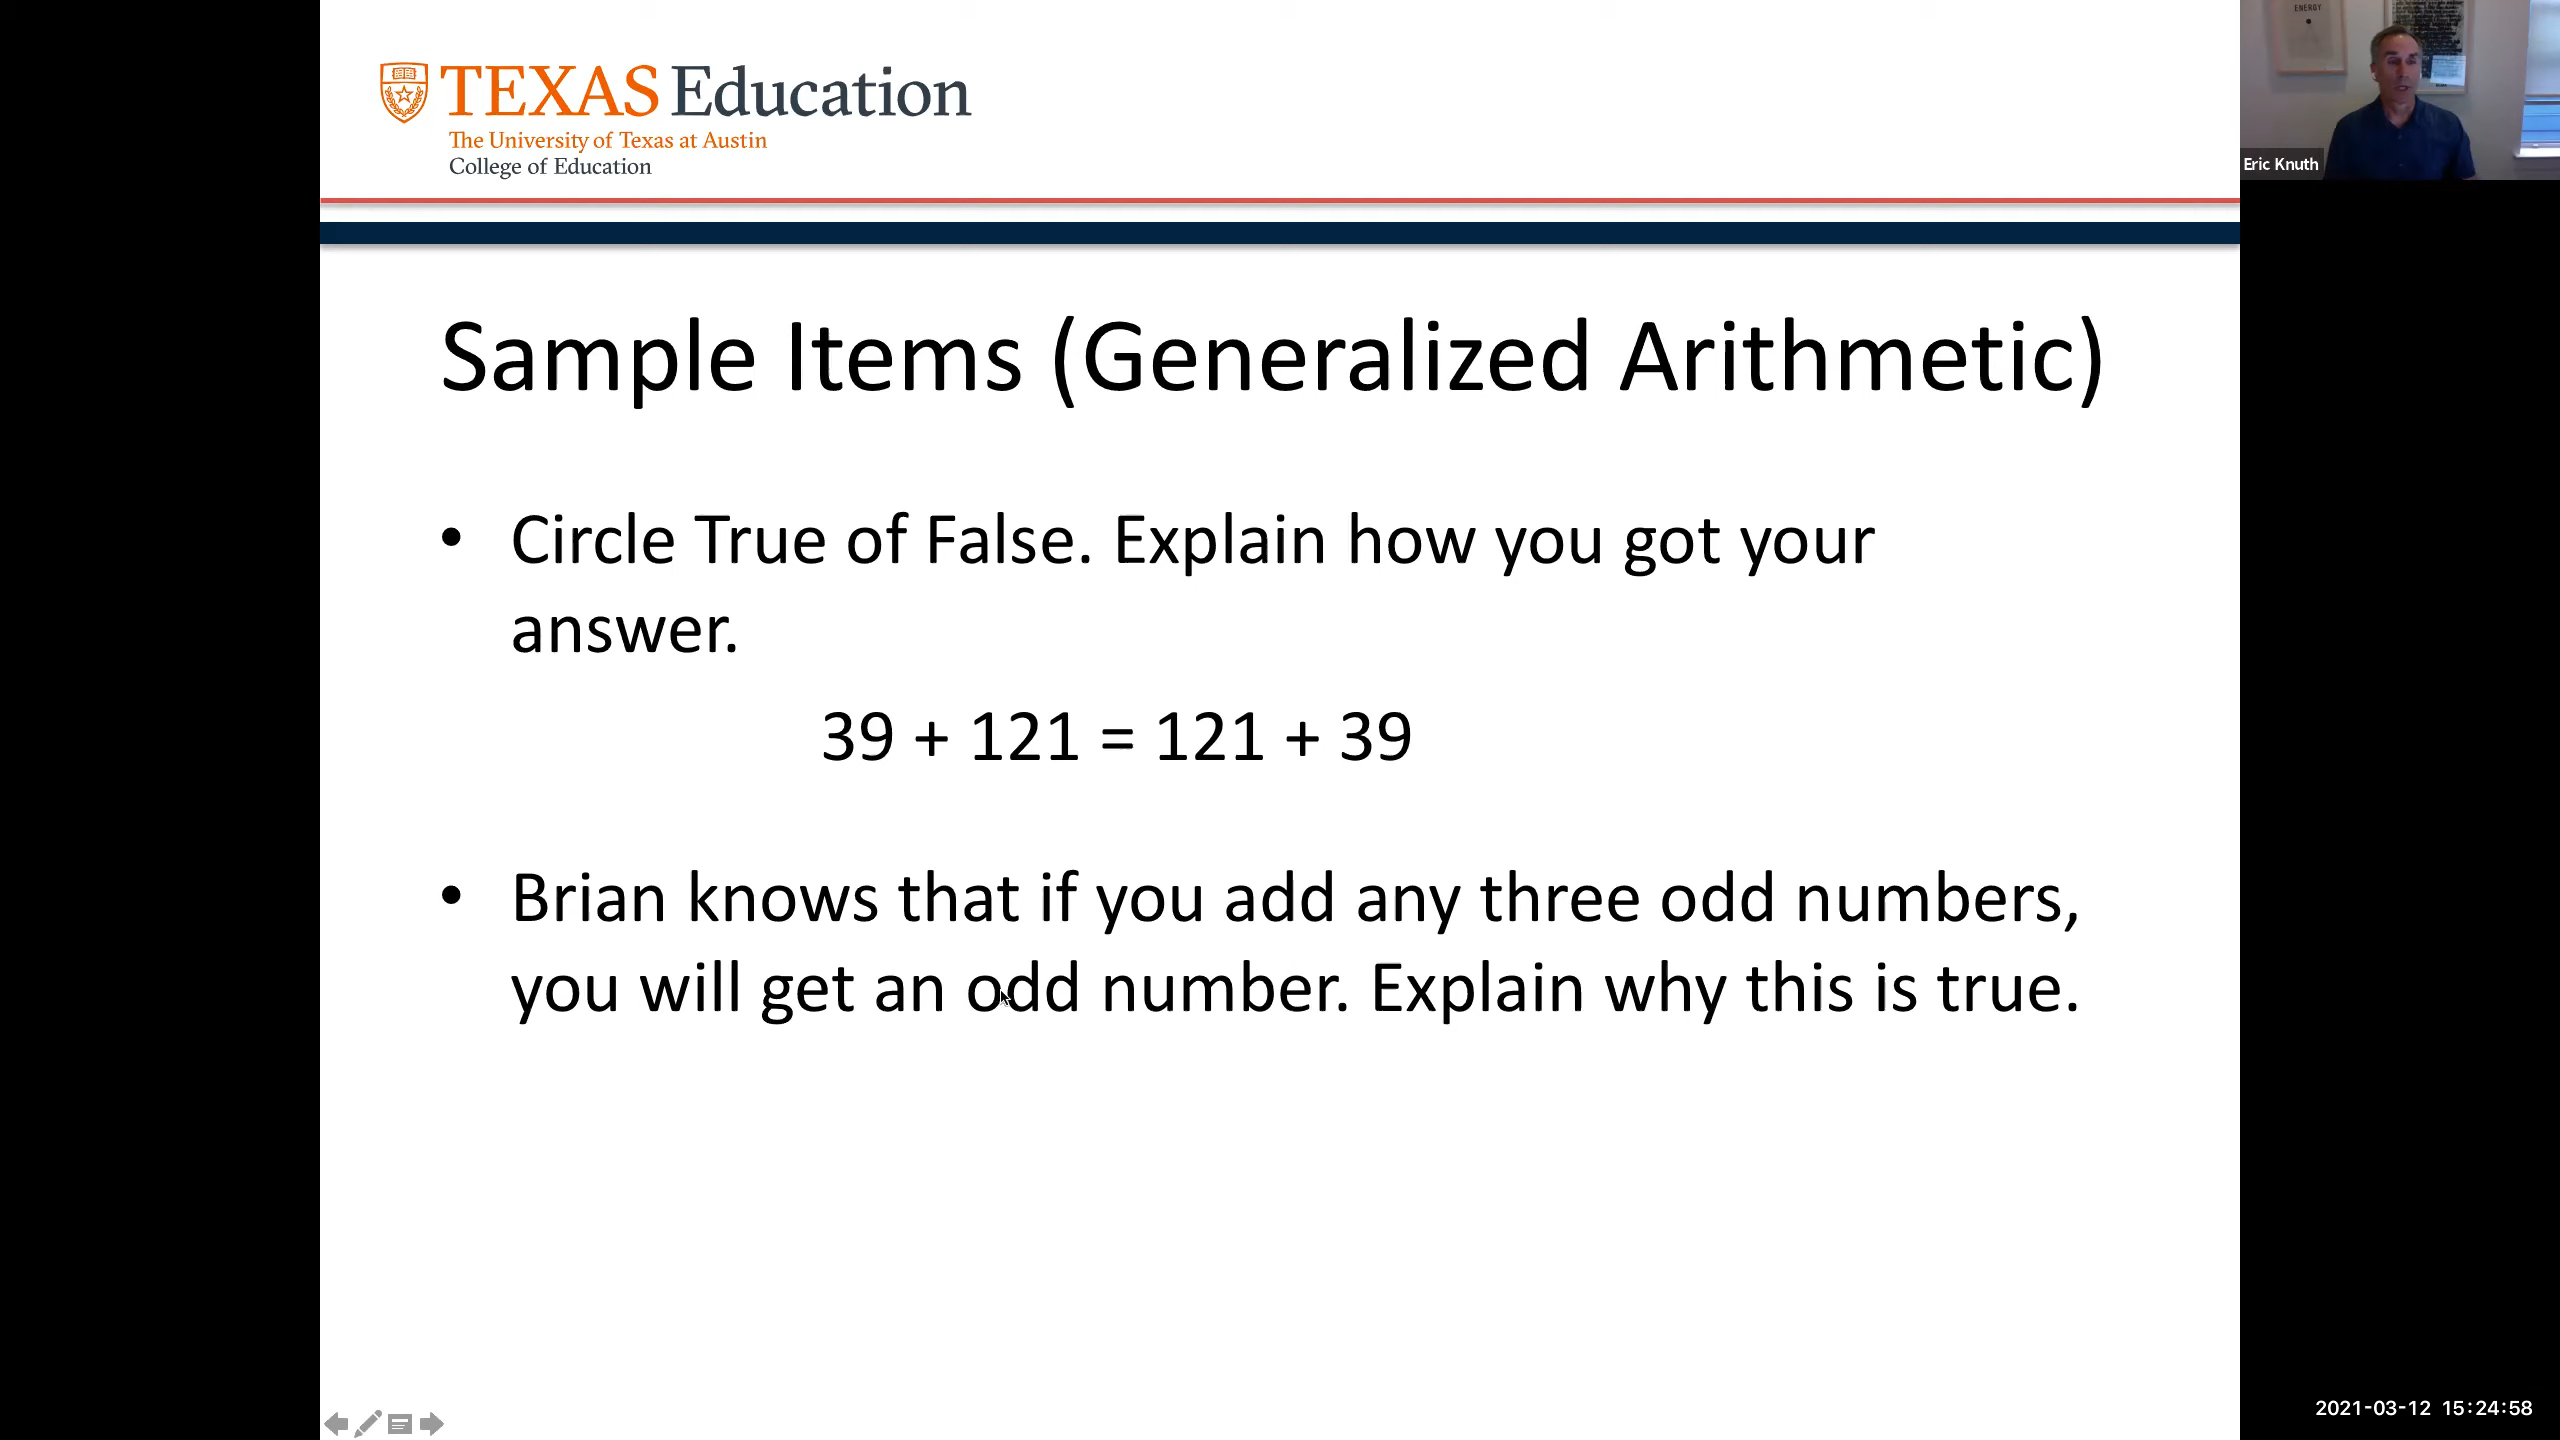 TEXAS Education
The University of Texas at Austin
College of Education
ENERGY
Eric Knuth
Sample Items (Generalized Arithmetic)
• Circle True of False. Explain how you got your
answer.
39 + 121 = 121 + 39
• Brian knows that if you add any three odd numbers,
you will get an odd number. Explain why this is true.
2021-03-12 15:24:58